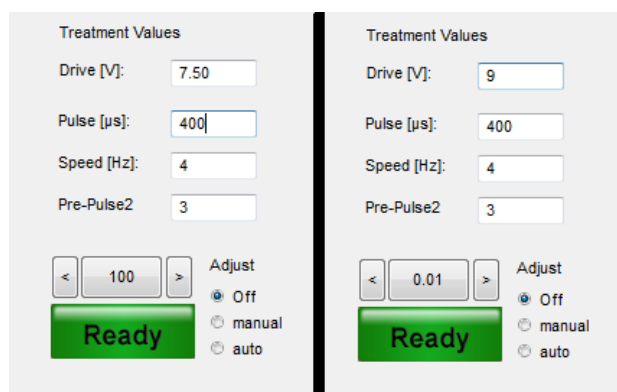 Treatment Values
Drive [V]: 7.50
Pulse [µs]: 400
Speed [Hz]: 4
Pre-Pulse2 3
< 100 >
Adjust
Off
manual
auto
Ready
Treatment Values
Drive [V]: 9
Pulse [µs]: 400
Speed [Hz]: 4
Pre-Pulse2 3
< 0.01 >
Adjust
Off
manual
auto
Ready